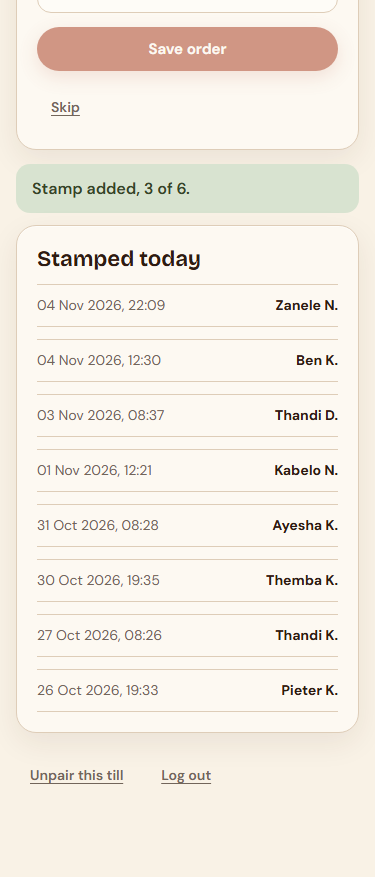 Save order
Skip
Stamp added, 3 of 6.
Stamped today
04 Nov 2026, 22:09 Zanele N.
04 Nov 2026, 12:30 Ben K.
03 Nov 2026, 08:37 Thandi D.
01 Nov 2026, 12:21 Kabelo N.
31 Oct 2026, 08:28 Ayesha K.
30 Oct 2026, 19:35 Themba K.
27 Oct 2026, 08:26 Thandi K.
26 Oct 2026, 19:33 Pieter K.
Unpair this till Log out